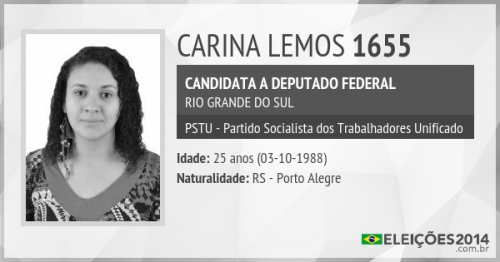 CARINA LEMOS 1655
CANDIDATA A DEPUTADO FEDERAL
RIO GRANDE DO SUL
PSTU - Partido Socialista dos Trabalhadores Unificado
Idade: 25 anos (03-10-1988)
Naturalidade: RS - Porto Alegre
ELEIÇÕES2014
.com.br